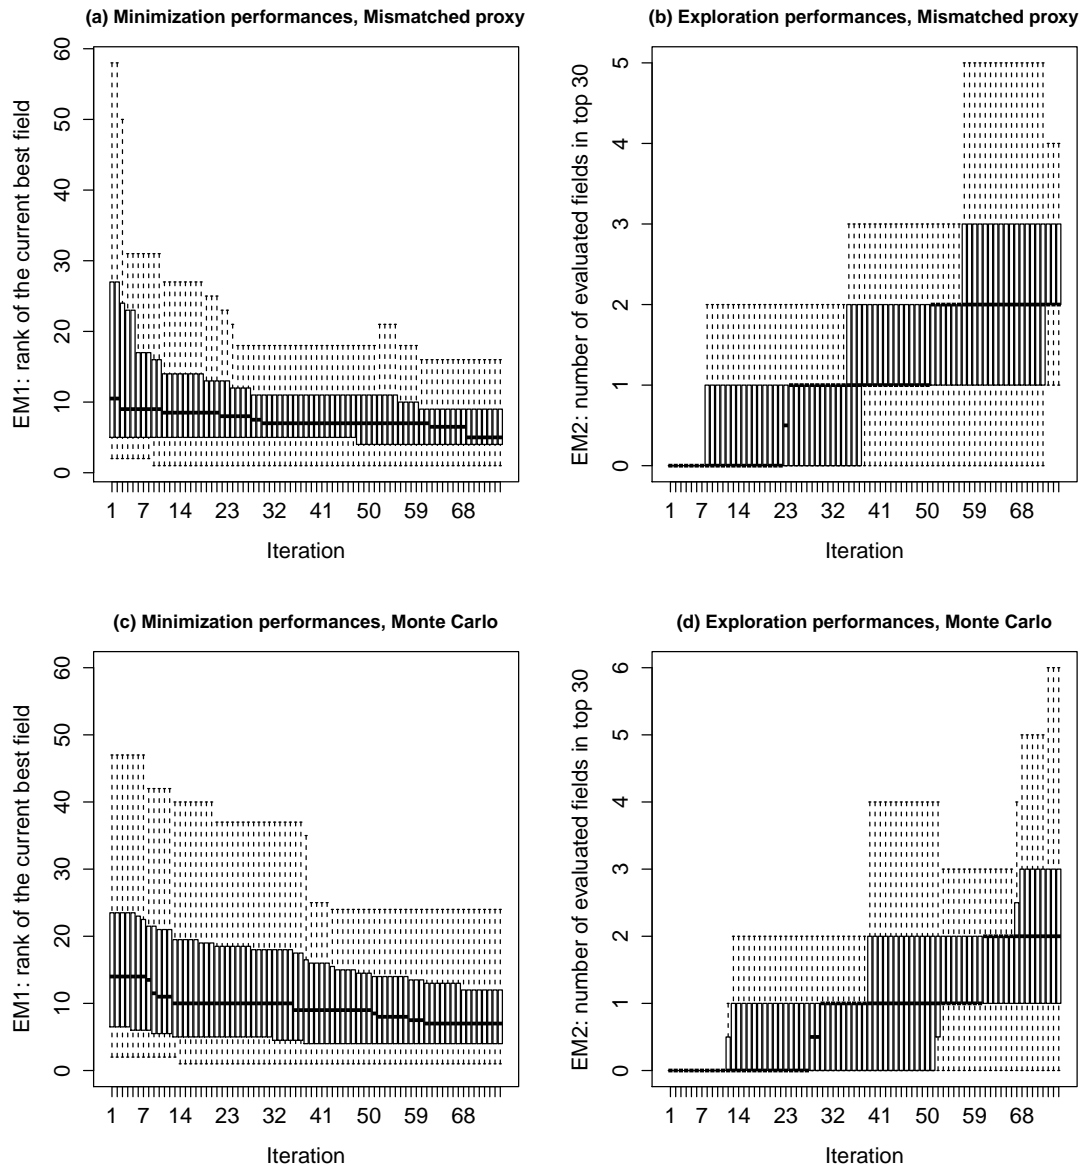 (a) Minimization performances, Mismatched proxy
EM1: rank of the current best field
60
50
40
30
20
10
0
1 7 14 23 32 41 50 59 68
Iteration
(b) Exploration performances, Mismatched proxy
EM2: number of evaluated fields in top 30
5
4
3
2
1
0
1 7 14 23 32 41 50 59 68
Iteration
(c) Minimization performances, Monte Carlo
EM1: rank of the current best field
60
50
40
30
20
10
0
1 7 14 23 32 41 50 59 68
Iteration
(d) Exploration performances, Monte Carlo
EM2: number of evaluated fields in top 30
6
5
4
3
2
1
0
1 7 14 23 32 41 50 59 68
Iteration